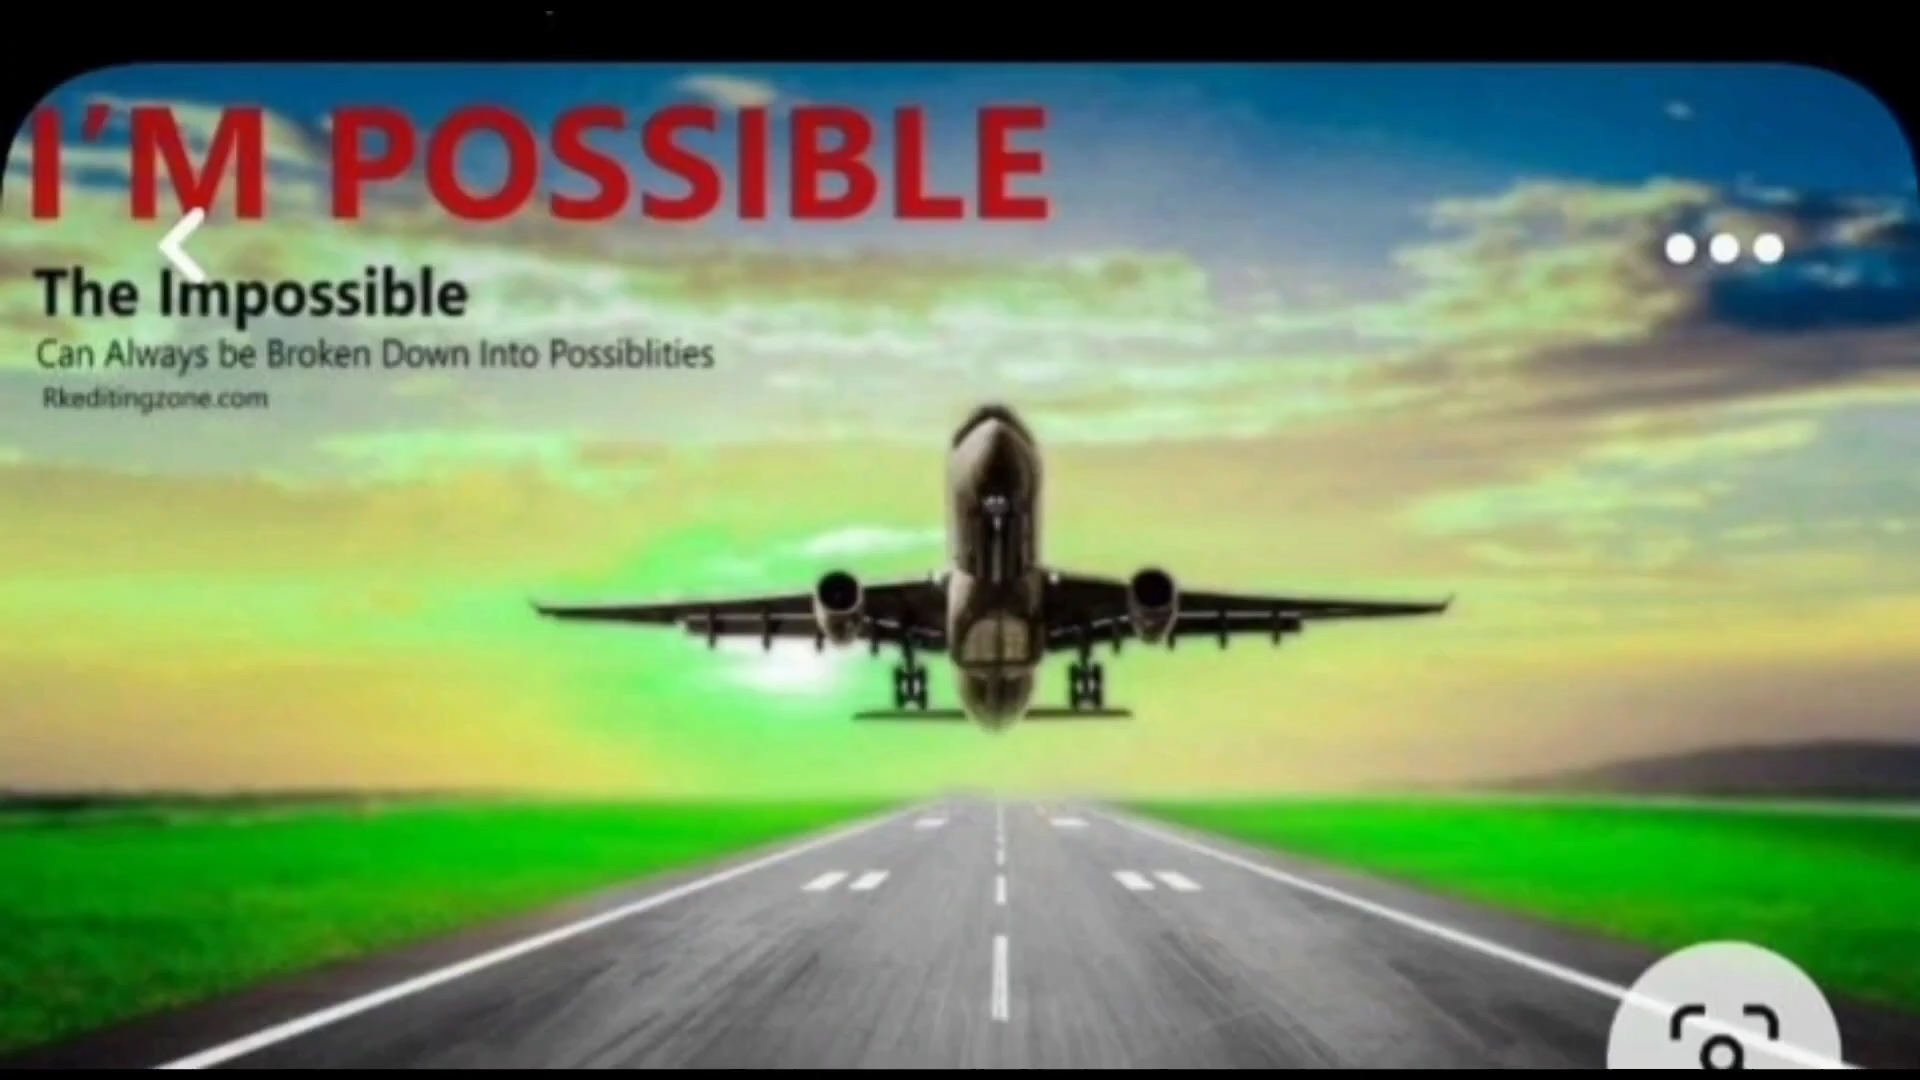 I'M POSSIBLE
The Impossible
Can Always be Broken Down Into Possiblities
Rkeditingzone.com